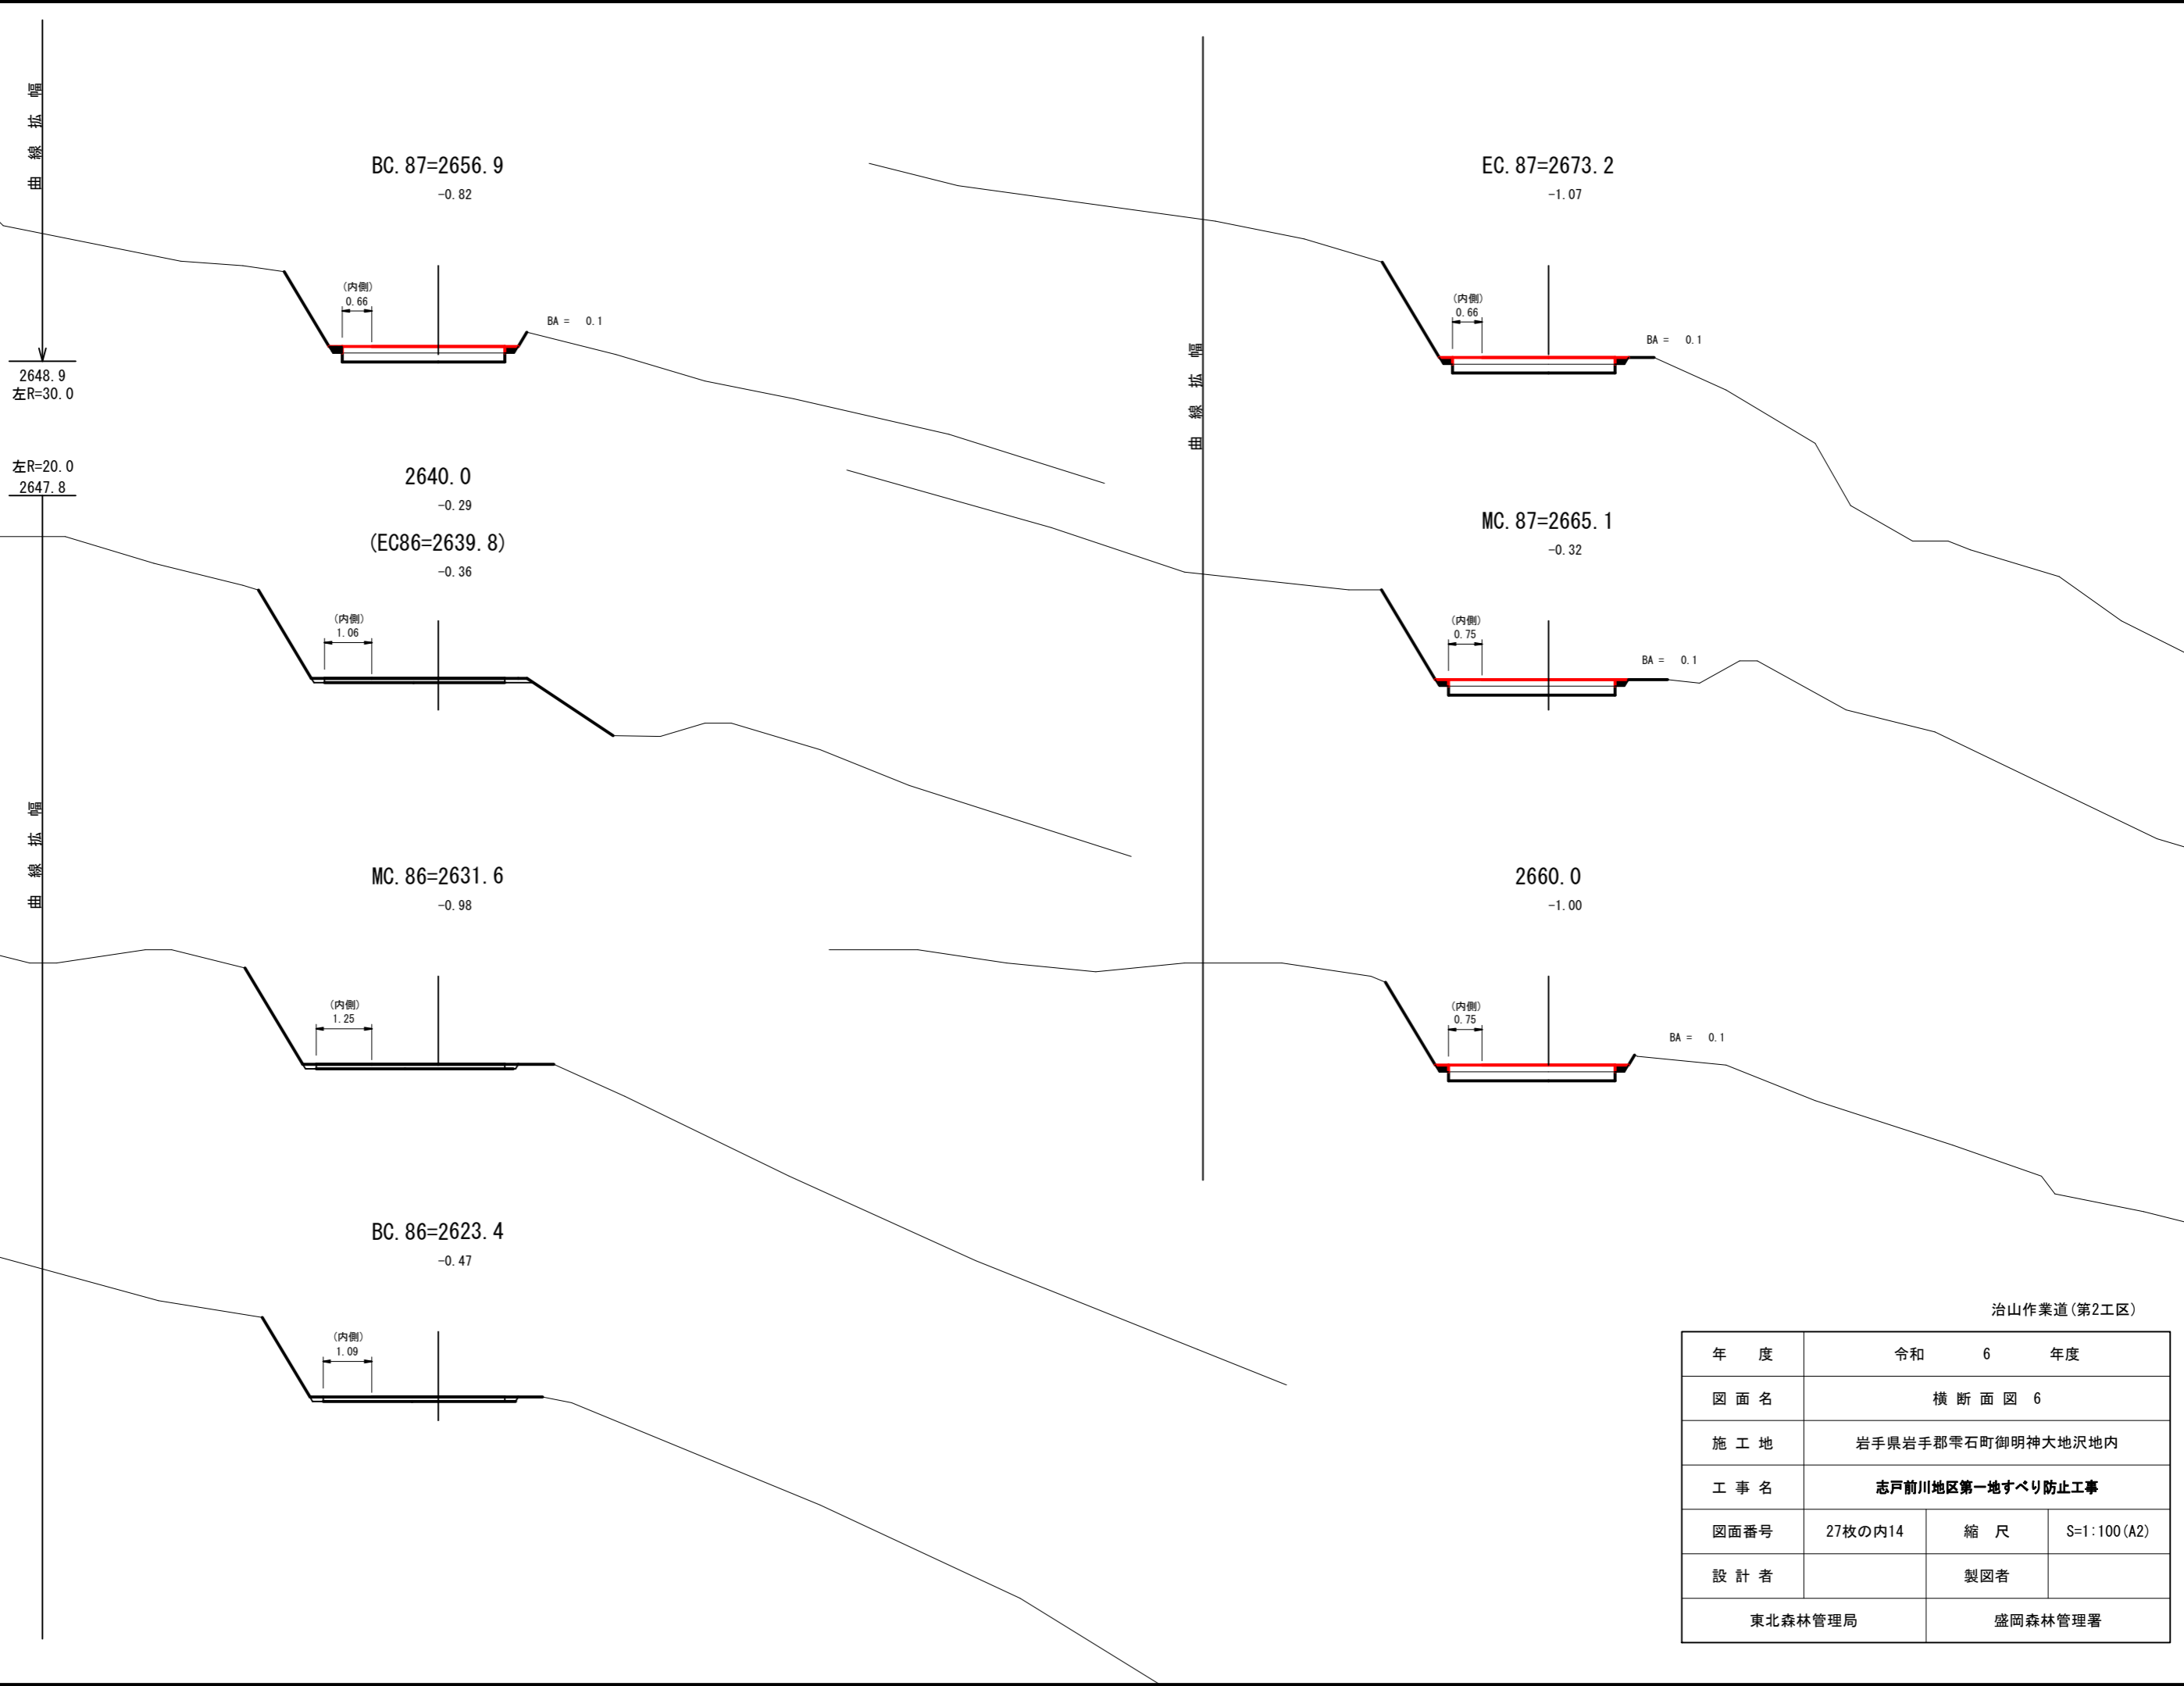 曲線拡幅
2648.9
左R=30.0
左R=20.0
2647.8
曲線拡幅
BC.87=2656.9
-0.82
(内側)
0.66
BA = 0.1
2640.0
-0.29
(EC86=2639.8)
-0.36
(内側)
1.06
MC.86=2631.6
-0.98
(内側)
1.25
BC.86=2623.4
-0.47
(内側)
1.09
曲線拡幅
EC.87=2673.2
-1.07
(内側)
0.66
BA = 0.1
MC.87=2665.1
-0.32
(内側)
0.75
BA = 0.1
2660.0
-1.00
(内側)
0.75
BA = 0.1
治山作業道(第2工区)
年 度 令和 6 年度
図面名 横断面図 6
施工地 岩手県岩手郡雫石町御明神大地沢地内
工事名 志戸前川地区第一地すべり防止工事
図面番号 27枚の内14 縮尺 S=1:100(A2)
設計者 製図者
東北森林管理局 盛岡森林管理署